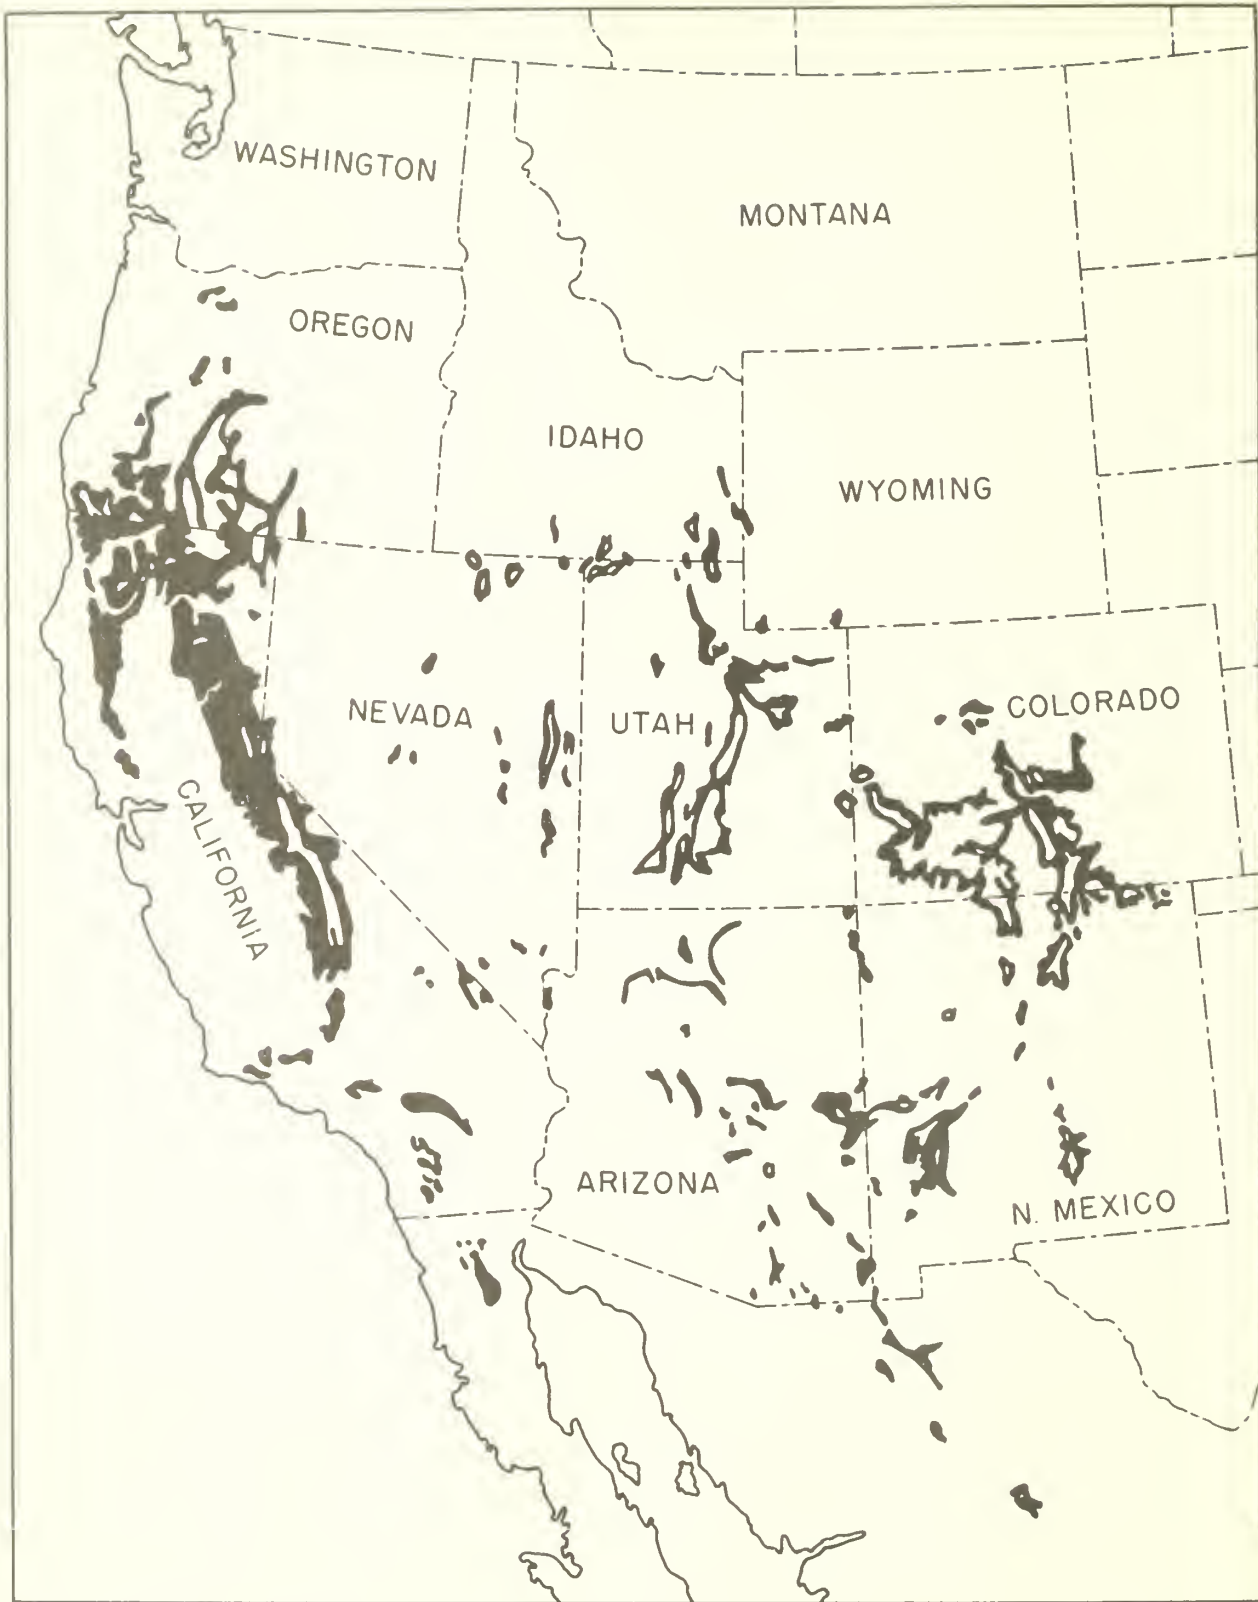 WASHINGTON
MONTANA
OREGON
IDAHO
WYOMING
NEVADA
UTAH
COLORADO
CALIFORNIA
ARIZONA
N. MEXICO